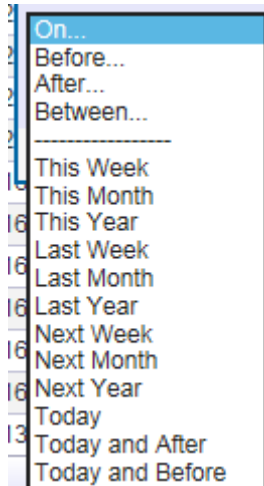 On...
Before...
After...
Between...
-----------------
This Week
This Month
This Year
Last Week
Last Month
Last Year
Next Week
Next Month
Next Year
Today
Today and After
Today and Before